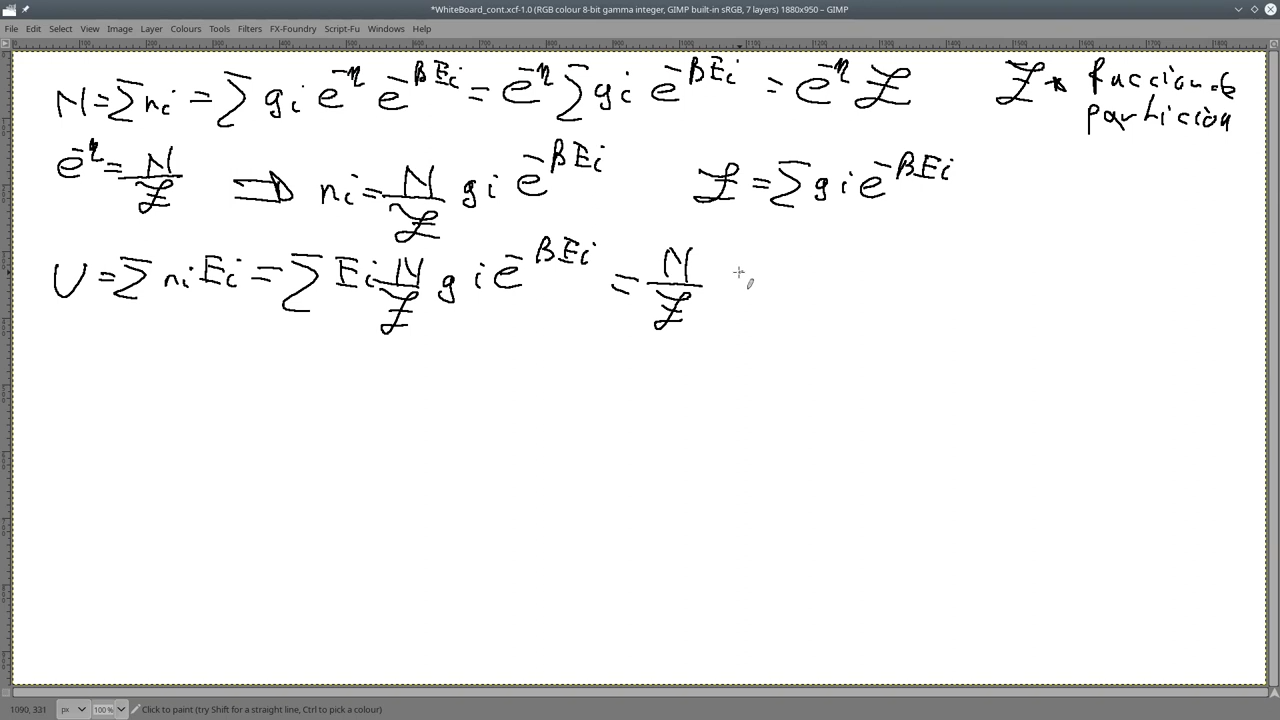 *WhiteBoard_cont.xcf-1.0 (RGB colour 8-bit gamma integer, GIMP built-in sRGB, 7 layers) 1880x950 – GIMP
File Edit Select View Image Layer Colours Tools Filters FX-Foundry Script-Fu Windows Help
N = ∑ nᵢ = ∑ gᵢ e^{-η} e^{-βEᵢ} = e^{-η} ∑ gᵢ e^{-βEᵢ} = e^{-η} Z Z → función de
partición
e^{-η} = N/Z ⇒ nᵢ = N/Z gᵢ e^{-βEᵢ} Z = ∑ gᵢ e^{-βEᵢ}
U = ∑ nᵢ Eᵢ = ∑ Eᵢ N/Z gᵢ e^{-βEᵢ} = N/Z
1090, 331 px 100% Click to paint (try Shift for a straight line, Ctrl to pick a colour)